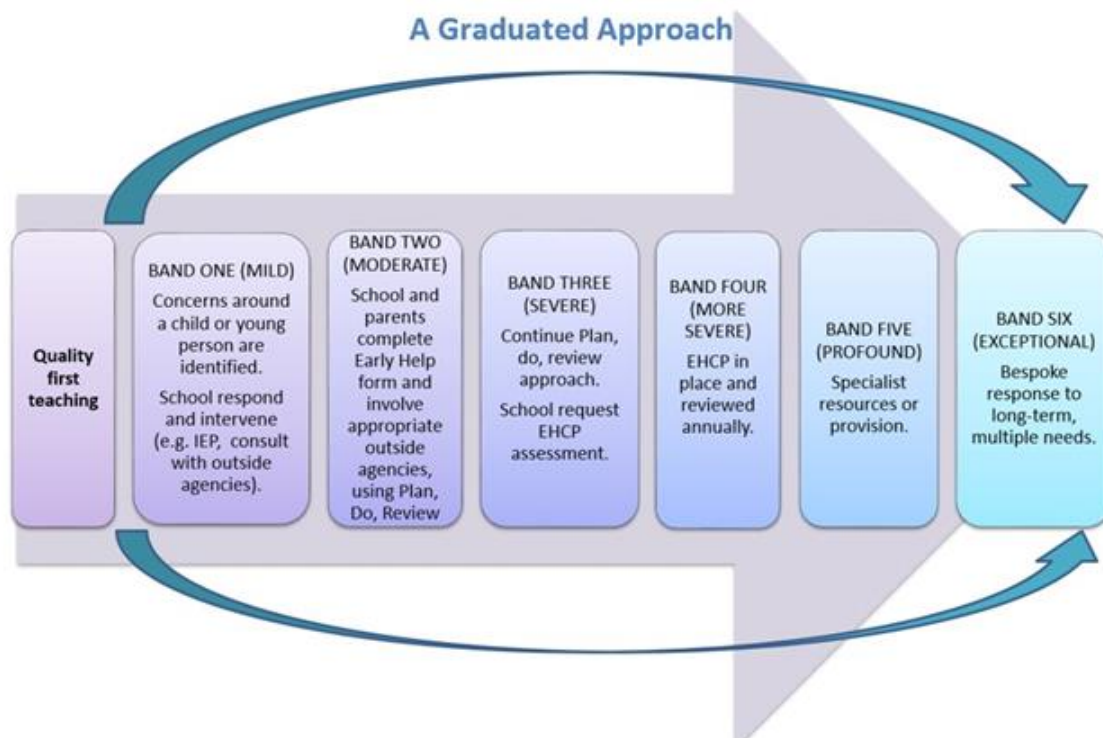 A Graduated Approach
Quality
first
teaching
BAND ONE (MILD)
Concerns around
a child or young
person are
identified.
School respond
and intervene
(e.g. IEP,  consult
with outside
agencies).
BAND TWO
(MODERATE)
School and
parents
complete
Early Help
form and
involve
appropriate
outside
agencies,
using Plan,
Do, Review
BAND THREE
(SEVERE)
Continue Plan,
do, review
approach.
School request
EHCP
assessment.
BAND FOUR
(MORE
SEVERE)
EHCP in
place and
reviewed
annually.
BAND FIVE
(PROFOUND)
Specialist
resources or
provision.
BAND SIX
(EXCEPTIONAL)
Bespoke
response to
long-term,
multiple needs.